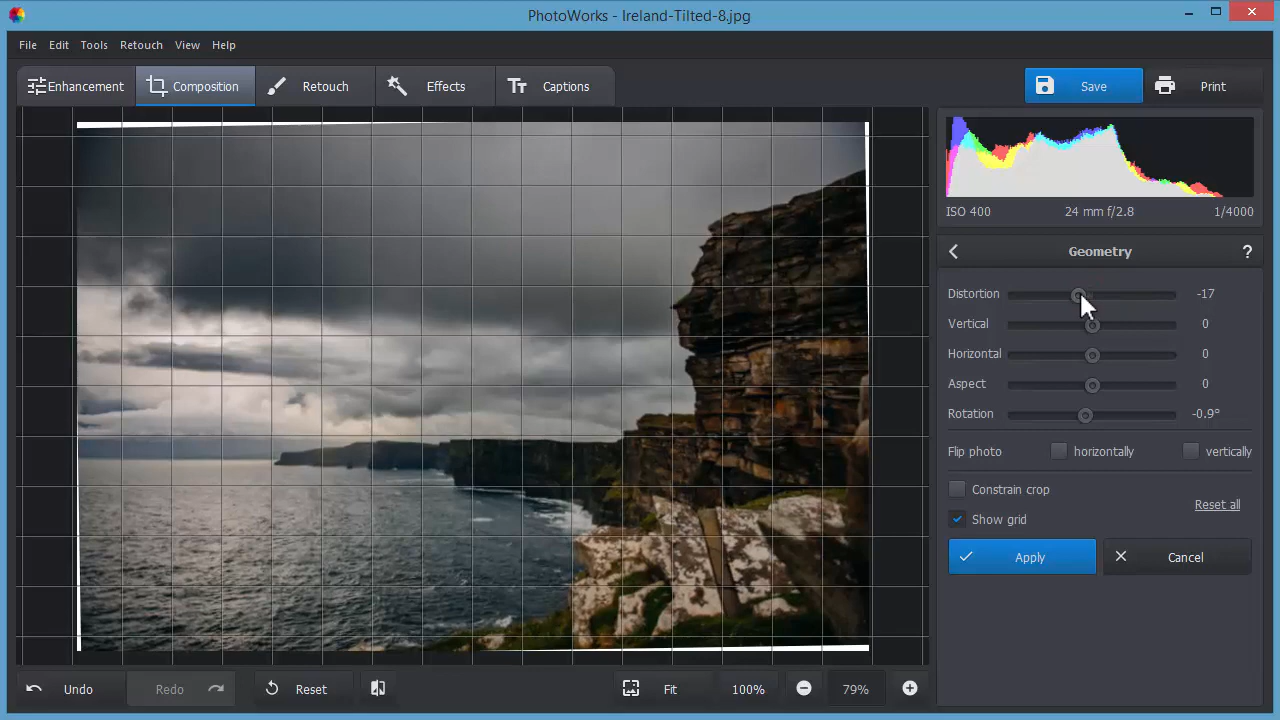 PhotoWorks - Ireland-Tilted-8.jpg
File Edit Tools Retouch View Help
Enhancement Composition Retouch Effects Captions Save Print
ISO 400 24 mm f/2.8 1/4000
Geometry ?
Distortion -17
Vertical 0
Horizontal 0
Aspect 0
Rotation -0.9°
Flip photo horizontally vertically
Constrain crop
Reset all
Show grid
Apply Cancel
Undo Redo Reset Fit 100% 79%